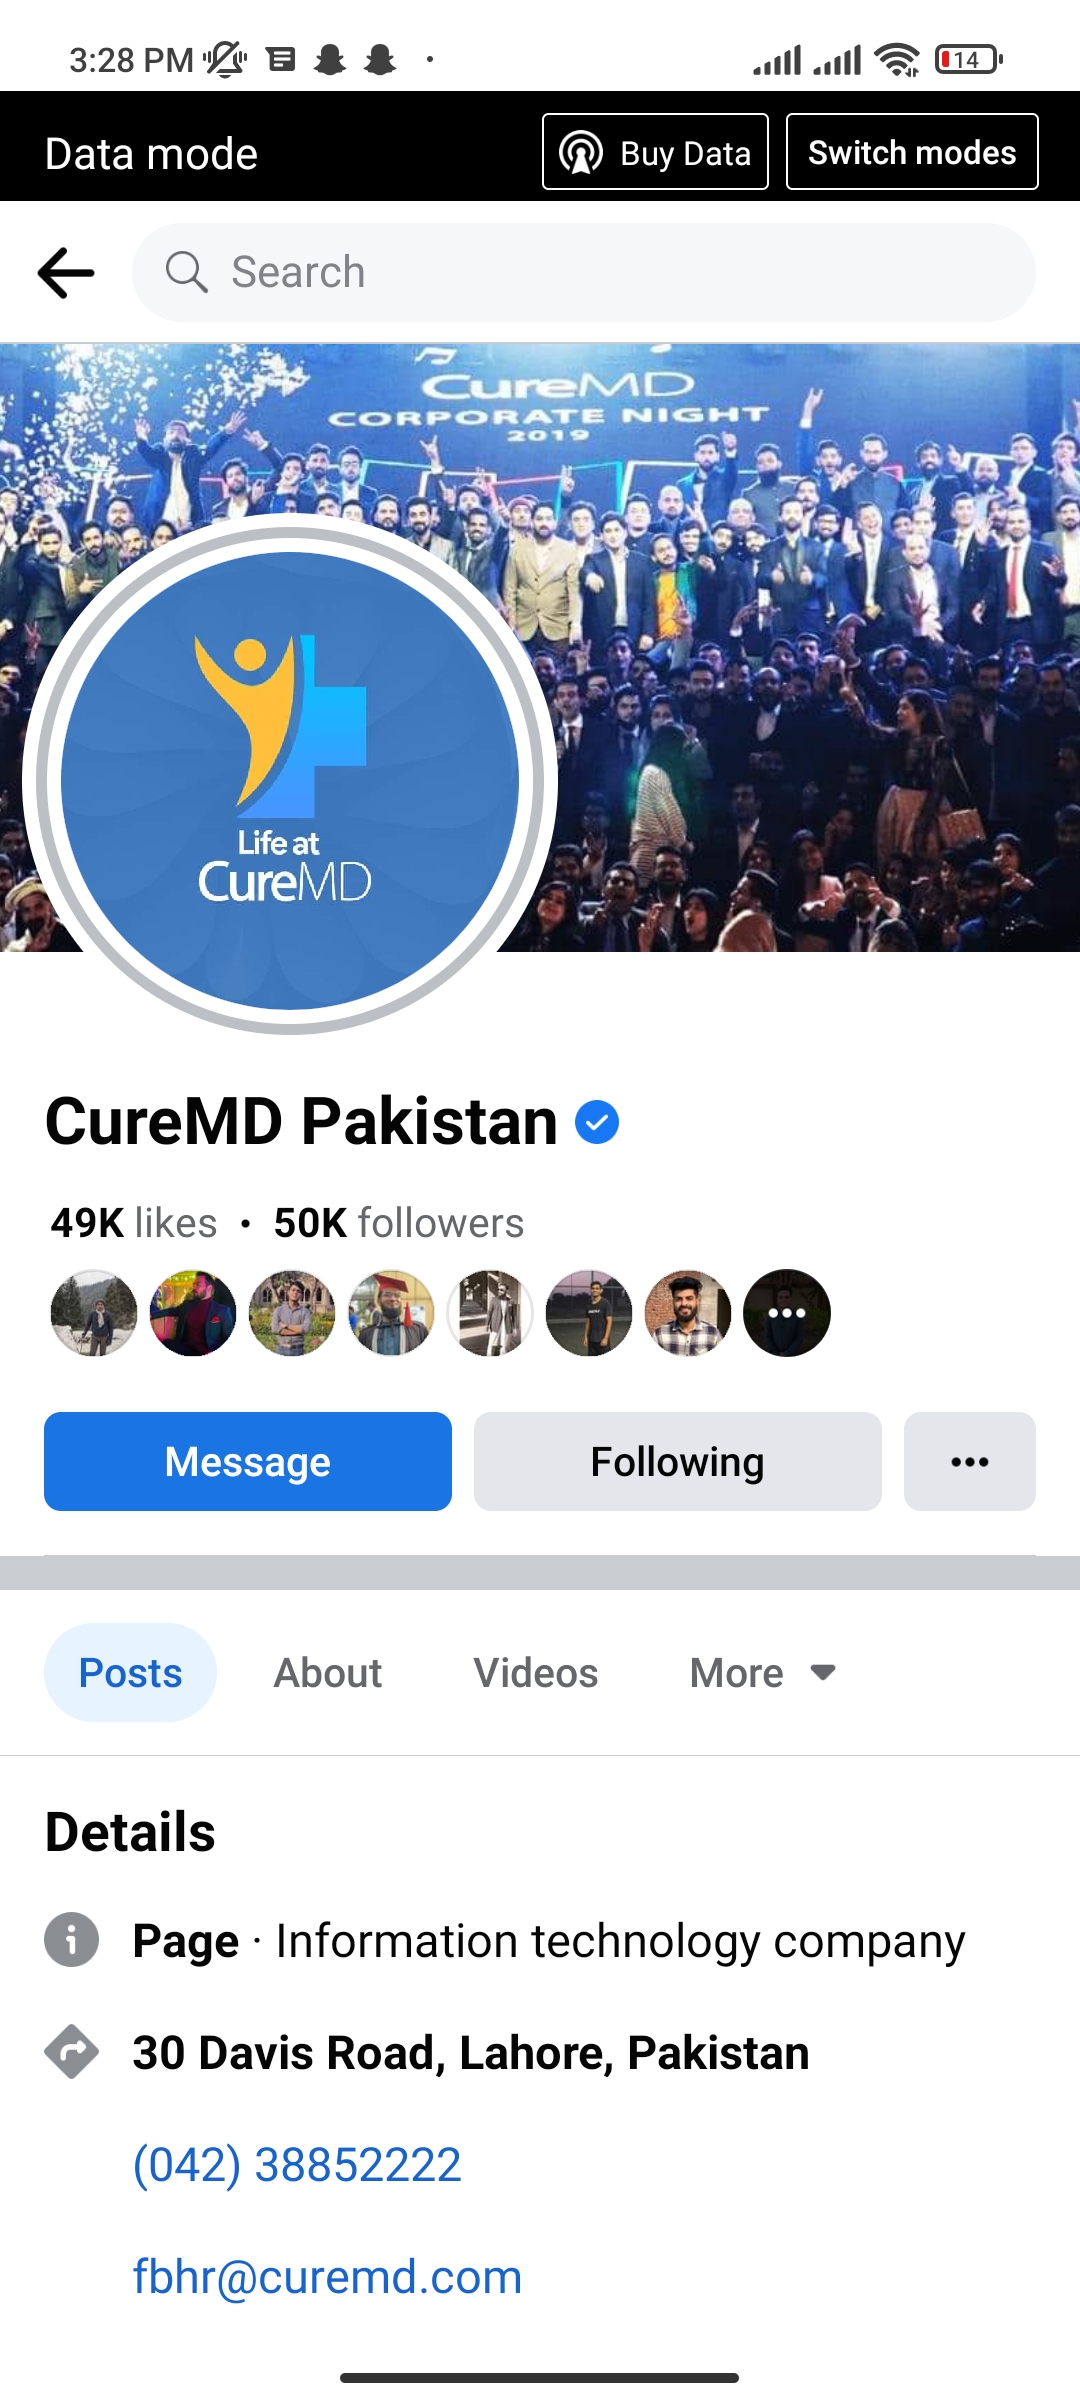 3:28 PM
14
Data mode
Buy Data
Switch modes
Search
CureMD
CORPORATE NIGHT
2019
Life at
CureMD
CureMD Pakistan
49K likes • 50K followers
Message
Following
Posts
About
Videos
More
Details
Page · Information technology company
30 Davis Road, Lahore, Pakistan
(042) 38852222
fbhr@curemd.com